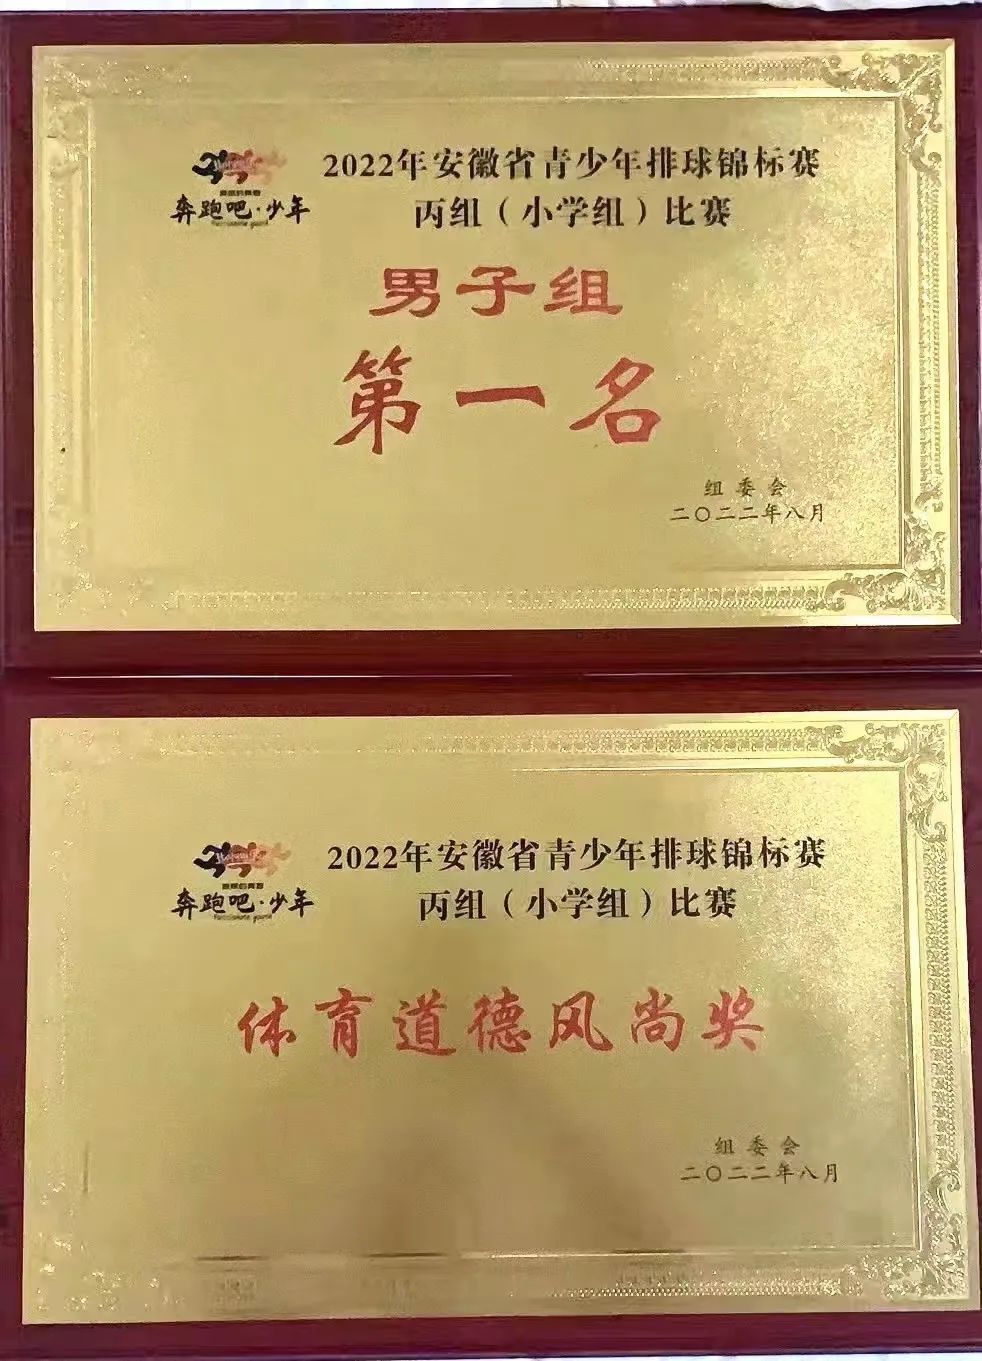 2022年安徽省青少年排球锦标赛
奔跑吧·少年
丙组（小学组）比赛
男子组
第一名
组委会
二〇二二年八月
2022年安徽省青少年排球锦标赛
奔跑吧·少年
丙组（小学组）比赛
体育道德风尚奖
组委会
二〇二二年八月